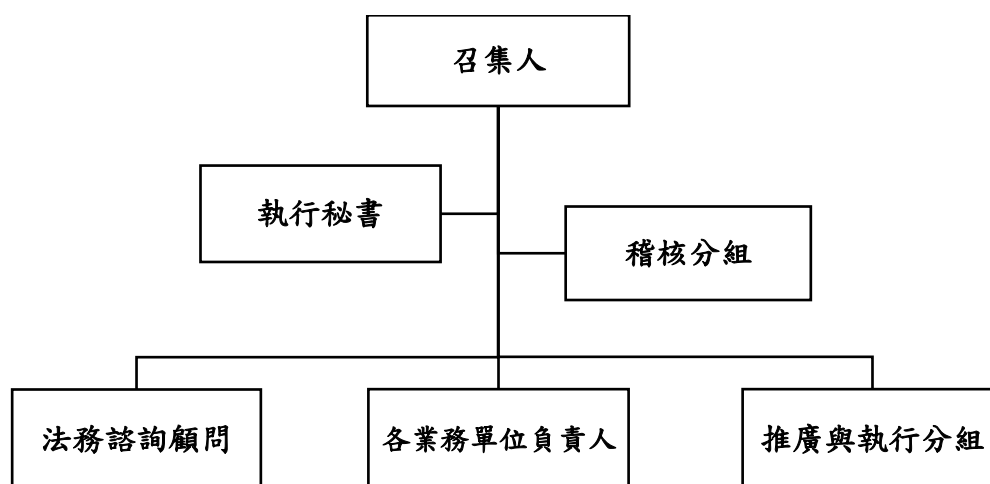 召集人
執行秘書
稽核分組
法務諮詢顧問
各業務單位負責人
推廣與執行分組